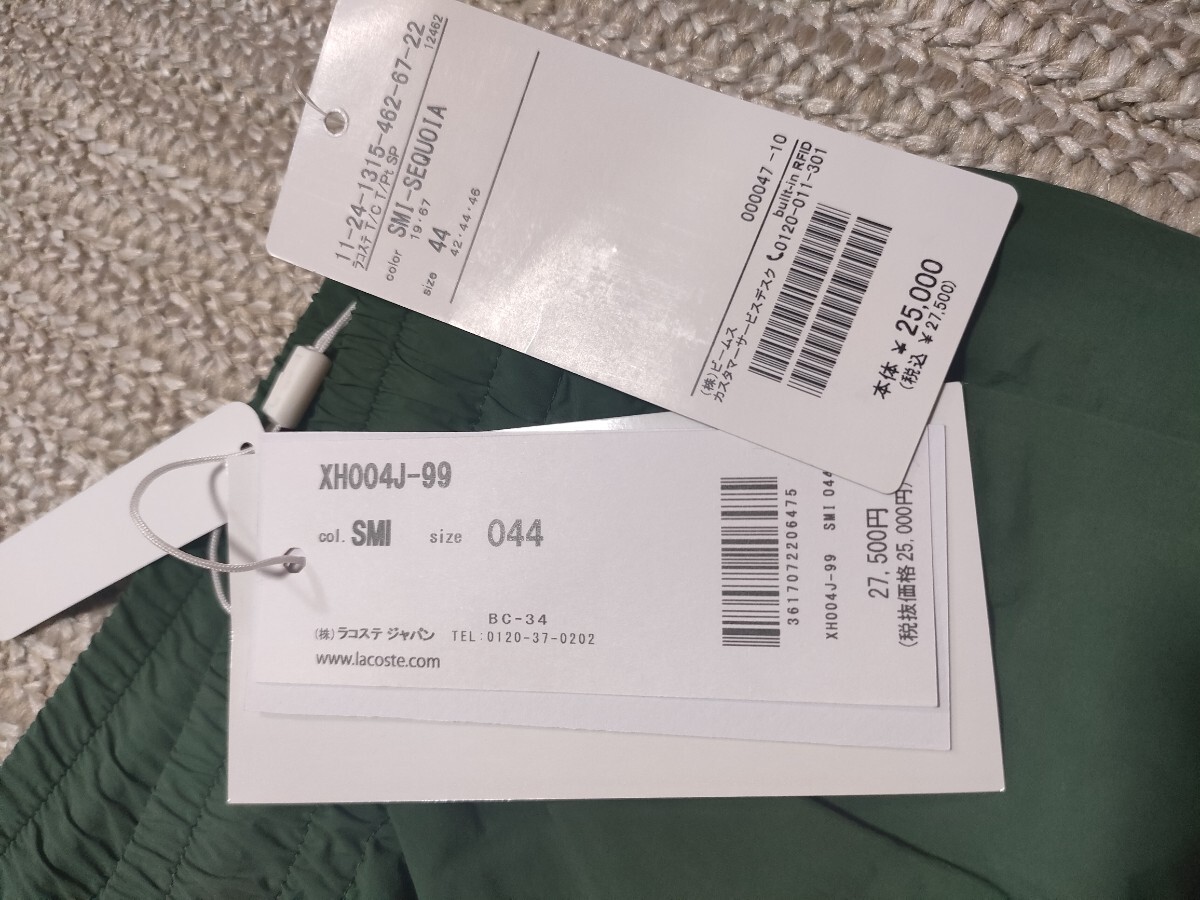 11-24-1315-462-67-22
12462
ラコステ T/C T/Pt SP
color SMI-SEQUOIA
19・67
size 44
42・44・46
000047-10
built-in RFID
(株)ビームス
カスタマーサービスデスク 0120-011-301
本体 ¥25,000
(税込 ¥27,500)
XH004J-99
col. SMI size 044
BC-34
(株)ラコステ ジャパン TEL:0120-37-0202
www.lacoste.com
3617072206475
XH004J-99 SMI 044
27,500円
(税抜価格25,000円)